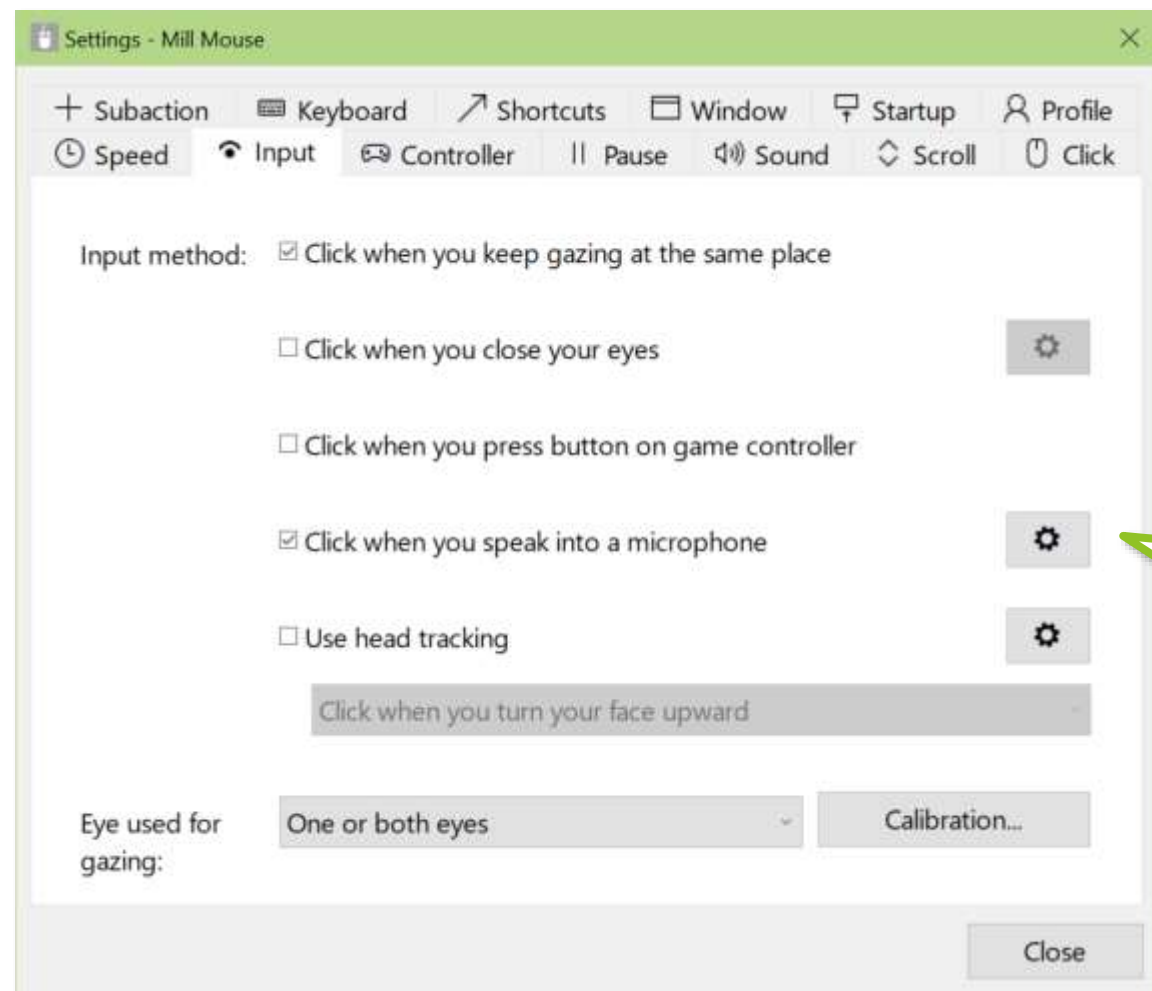 Settings - Mill Mouse
Subaction Keyboard Shortcuts Window Startup Profile
Speed Input Controller Pause Sound Scroll Click
Input method: Click when you keep gazing at the same place
Click when you close your eyes
Click when you press button on game controller
Click when you speak into a microphone
Use head tracking
Click when you turn your face upward
Eye used for One or both eyes Calibration...
gazing:
Close